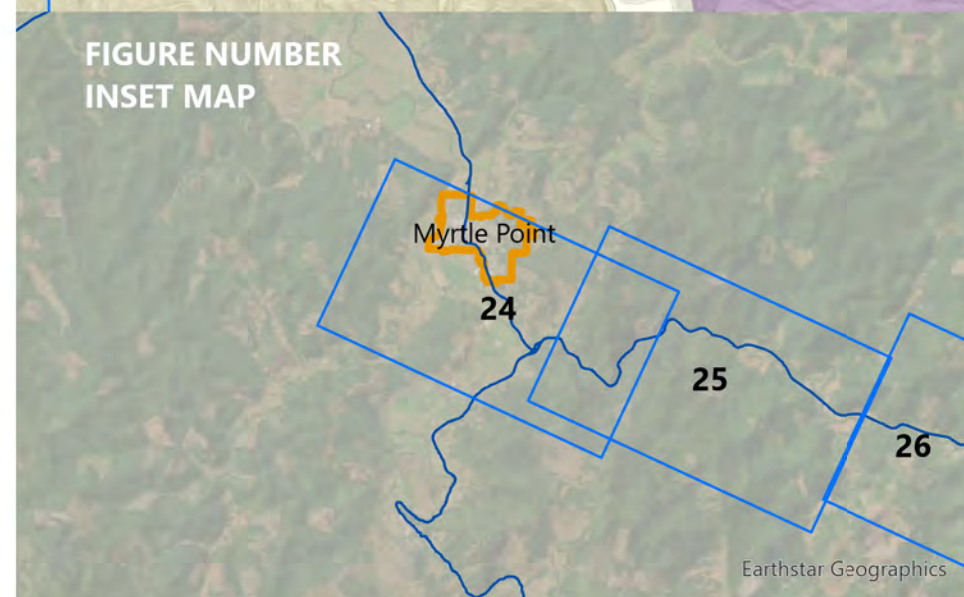 FIGURE NUMBER
INSET MAP
Myrtle Point
24
25
26
Earthstar Geographics